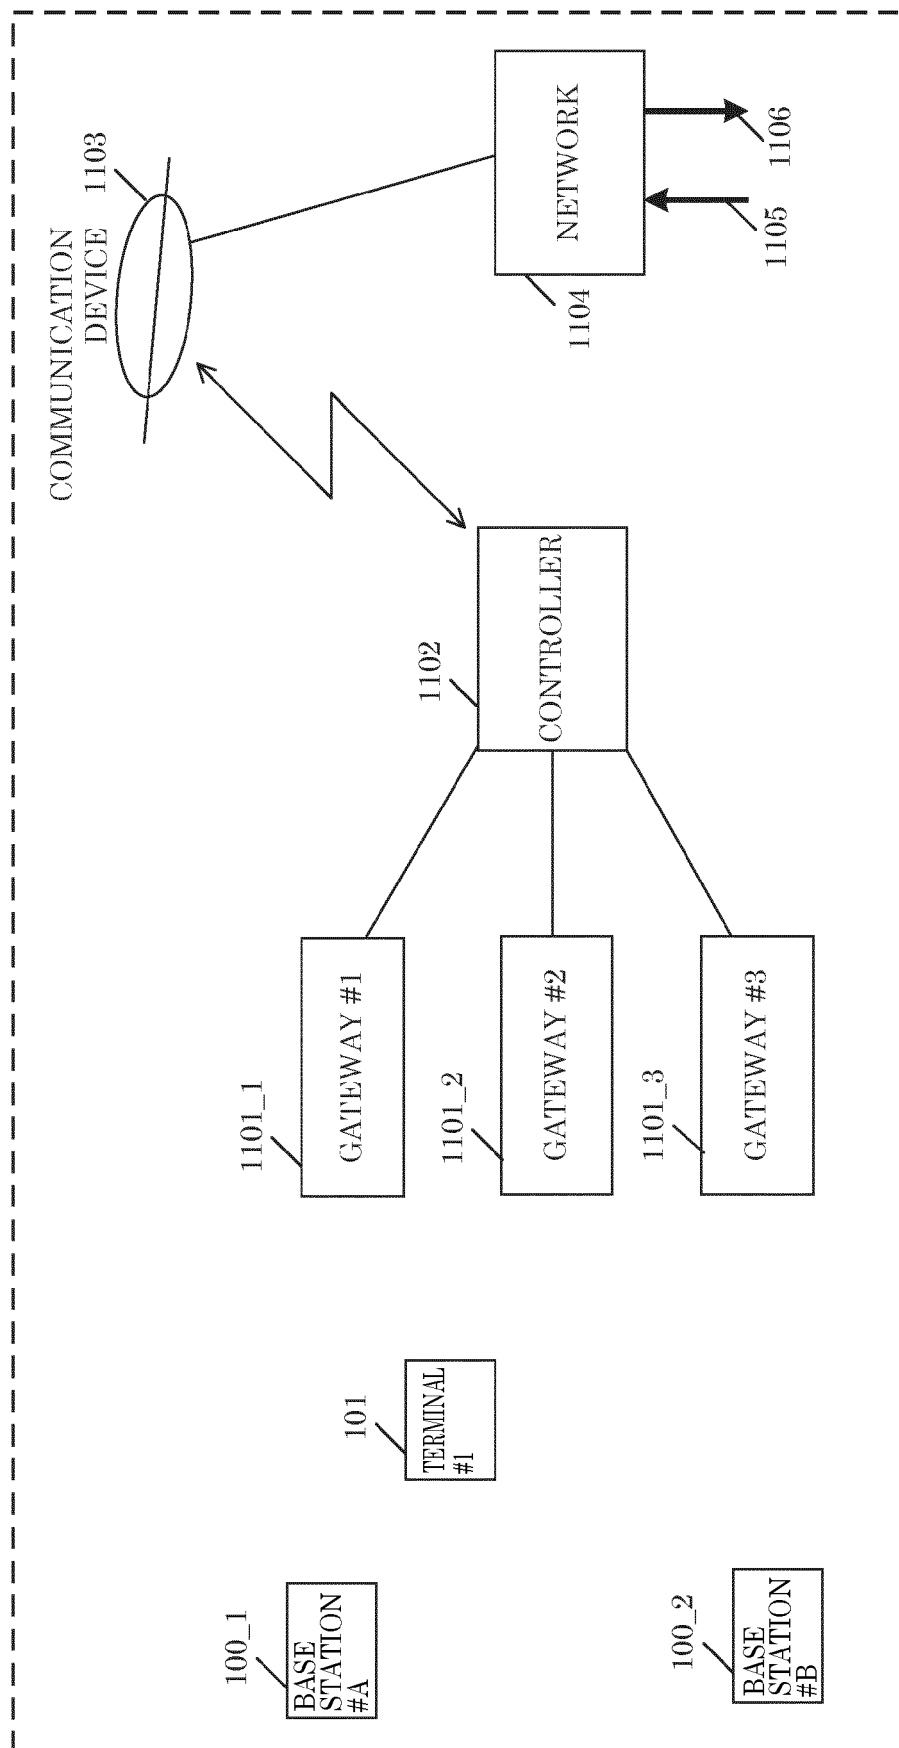 100_1
BASE
STATION
#A
100_2
BASE
STATION
#B
101
TERMINAL
#1
1101_1
GATEWAY #1
1101_2
GATEWAY #2
1101_3
GATEWAY #3
1102
CONTROLLER
COMMUNICATION
DEVICE
1103
1104
NETWORK
1105
1106